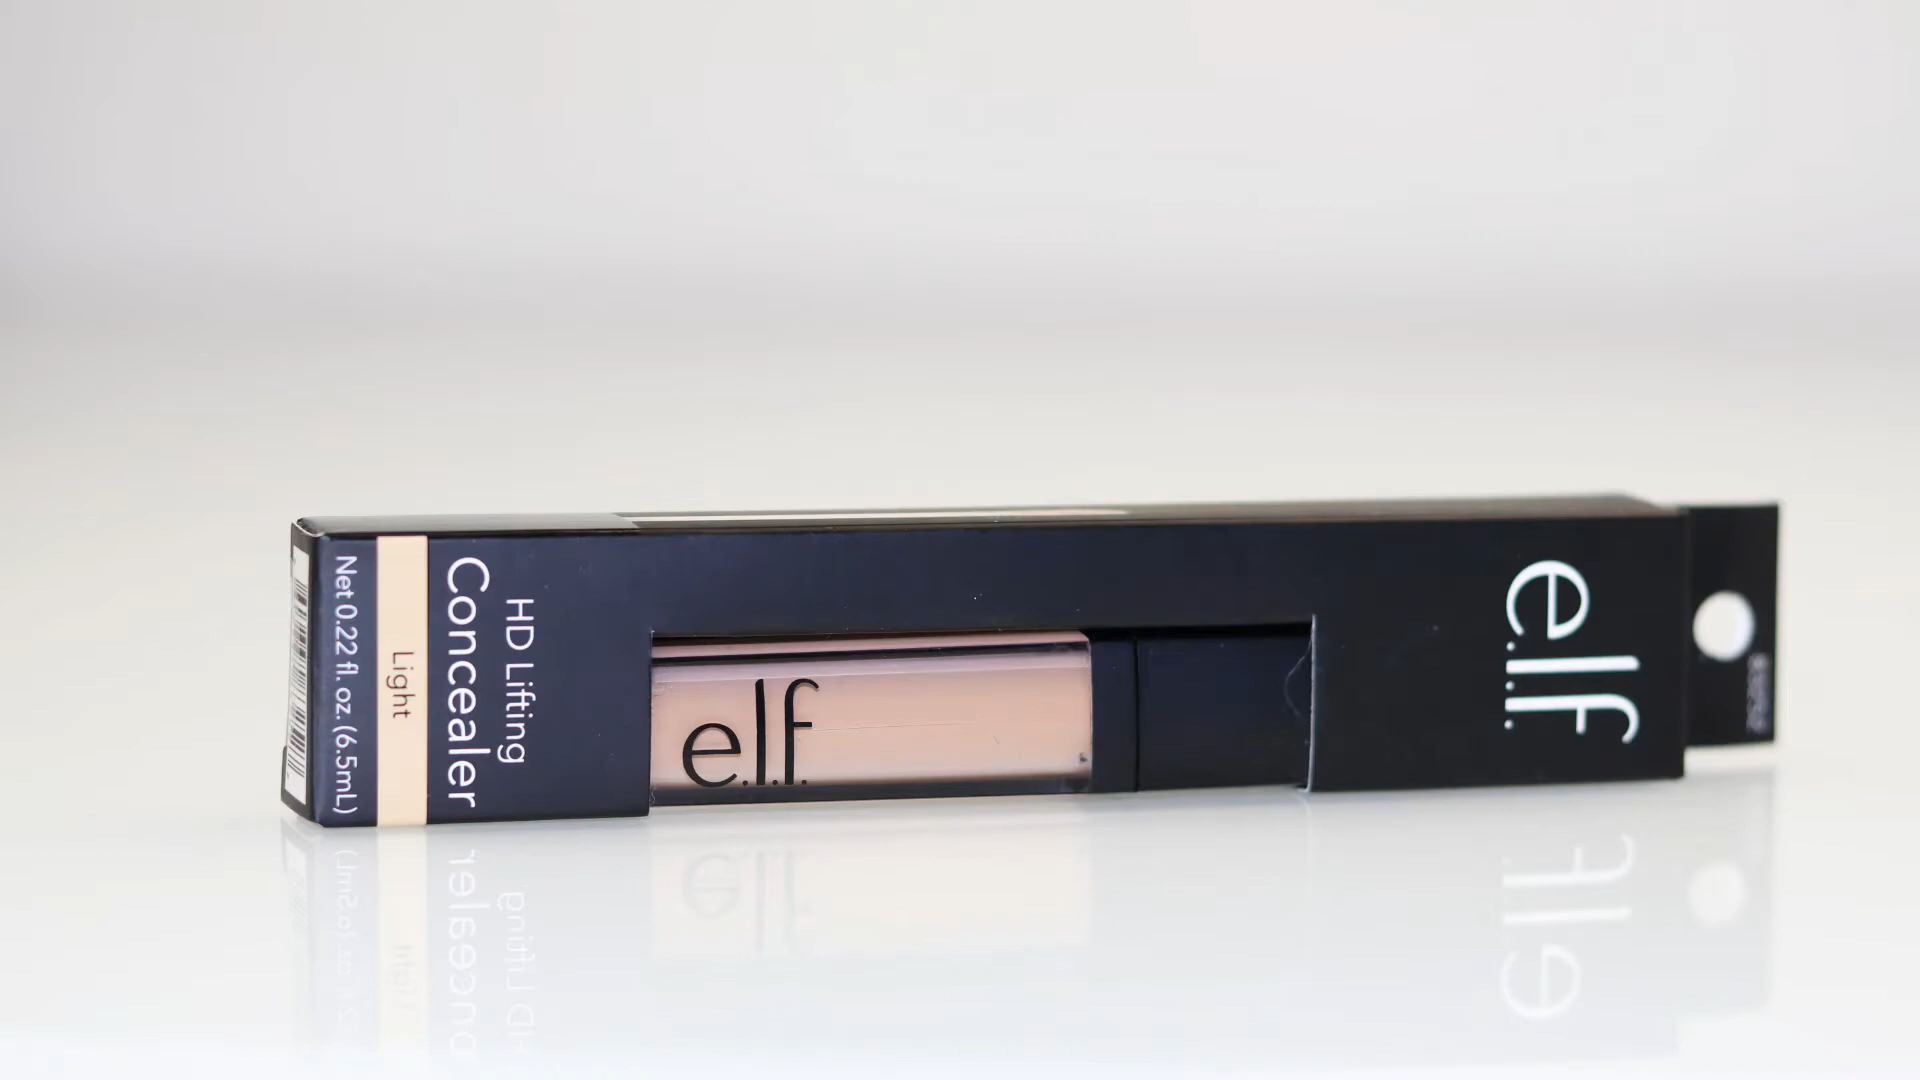 e.l.f.
e.l.f.
HD Lifting
Concealer
Light
Net 0.22 fl. oz. (6.5mL)